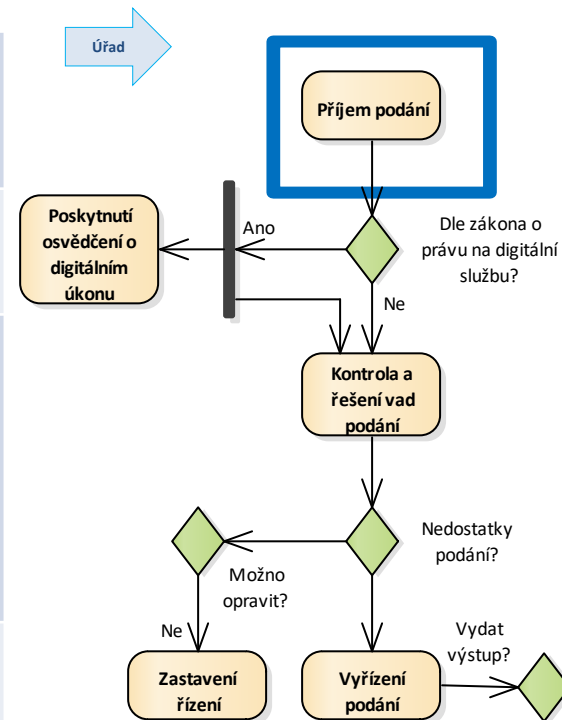 Úřad
Příjem podání
Poskytnutí
osvědčení o
digitálním
úkonu
Ano
Dle zákona o
právu na digitální
službu?
Ne
Kontrola a
řešení vad
podání
Nedostatky
podání?
Možno
opravit?
Ne
Vydat
výstup?
Zastavení
řízení
Vyřízení
podání